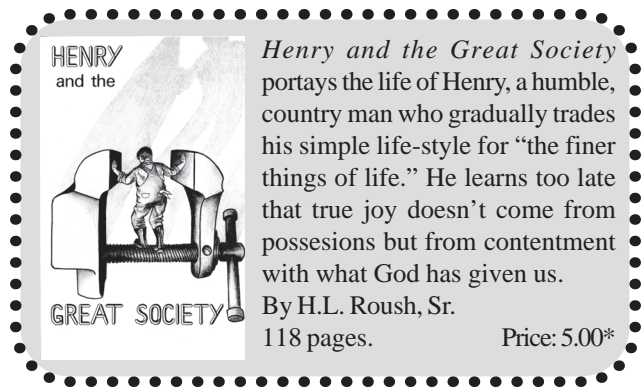 HENRY
and the
GREAT SOCIETY
Henry and the Great Society
portays the life of Henry, a humble,
country man who gradually trades
his simple life-style for “the finer
things of life.” He learns too late
that true joy doesn’t come from
possesions but from contentment
with what God has given us.
By H.L. Roush, Sr.
118 pages. Price: 5.00*